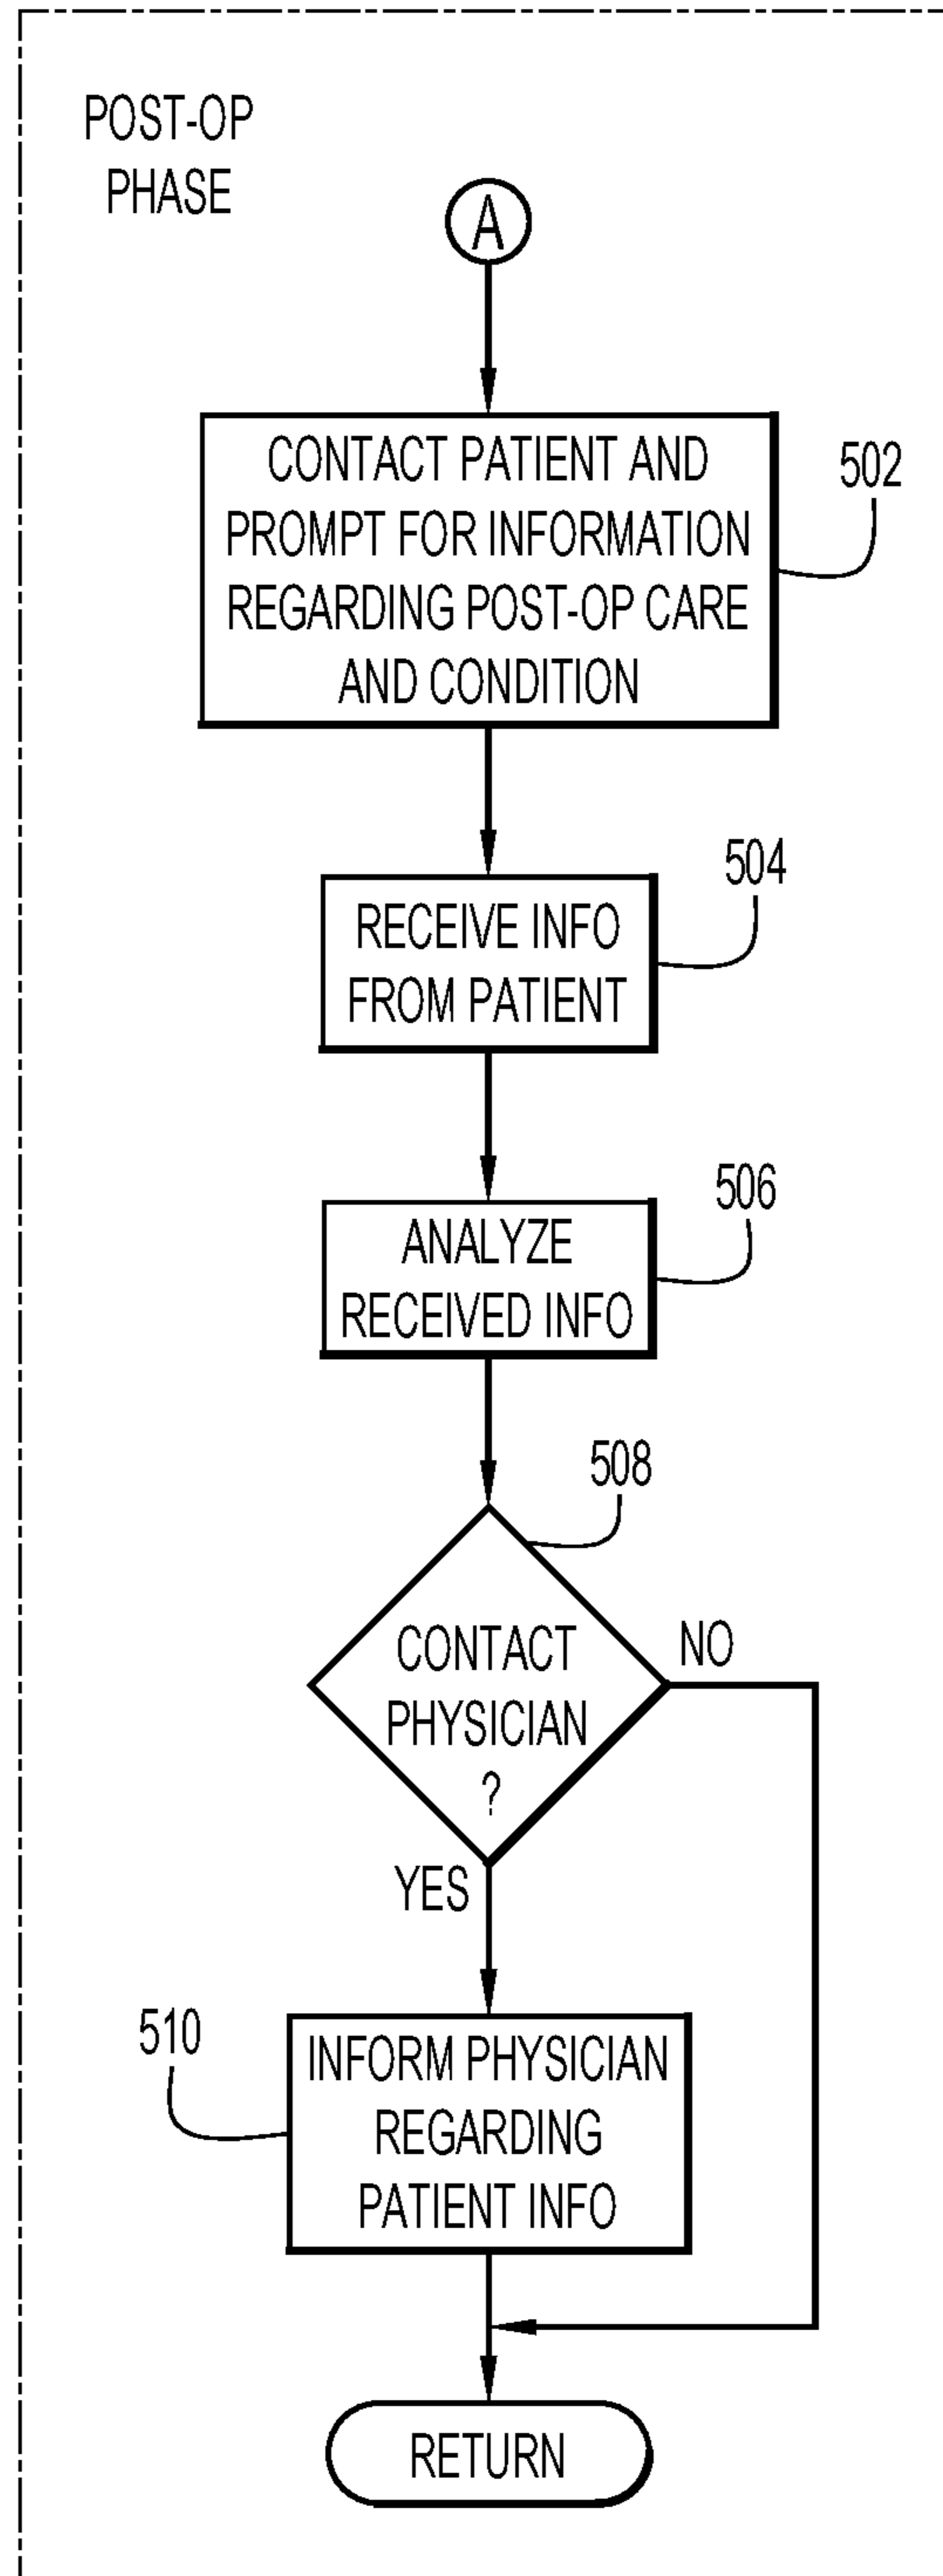 POST-OP
PHASE
A
CONTACT PATIENT AND
PROMPT FOR INFORMATION
REGARDING POST-OP CARE
AND CONDITION
502
RECEIVE INFO
FROM PATIENT
504
ANALYZE
RECEIVED INFO
506
508
CONTACT
PHYSICIAN
?
NO
YES
510
INFORM PHYSICIAN
REGARDING
PATIENT INFO
RETURN